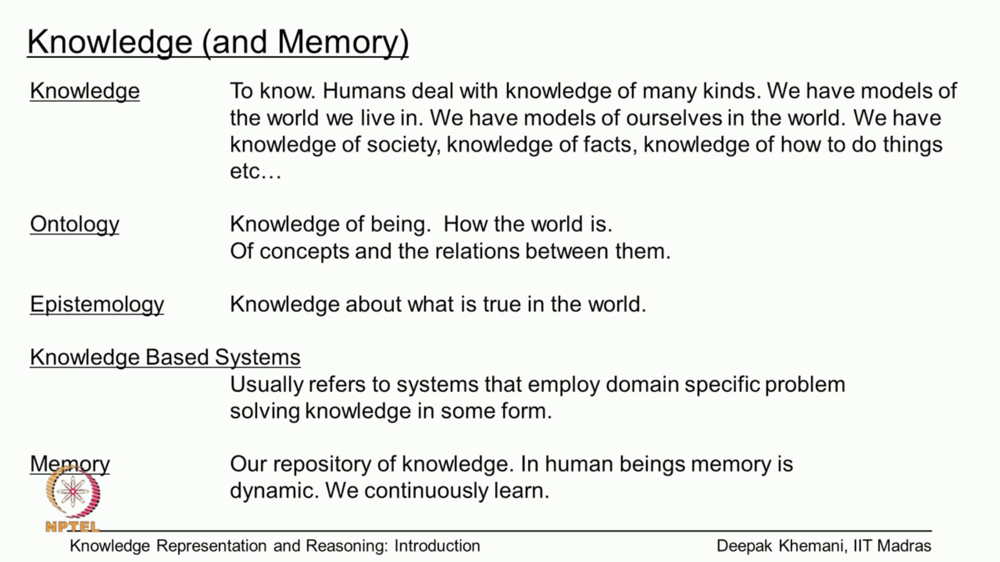 Knowledge (and Memory)
Knowledge To know. Humans deal with knowledge of many kinds. We have models of
the world we live in. We have models of ourselves in the world. We have
knowledge of society, knowledge of facts, knowledge of how to do things
etc…
Ontology Knowledge of being. How the world is.
Of concepts and the relations between them.
Epistemology Knowledge about what is true in the world.
Knowledge Based Systems
Usually refers to systems that employ domain specific problem
solving knowledge in some form.
Memory Our repository of knowledge. In human beings memory is
dynamic. We continuously learn.
NPTEL
Knowledge Representation and Reasoning: Introduction Deepak Khemani, IIT Madras